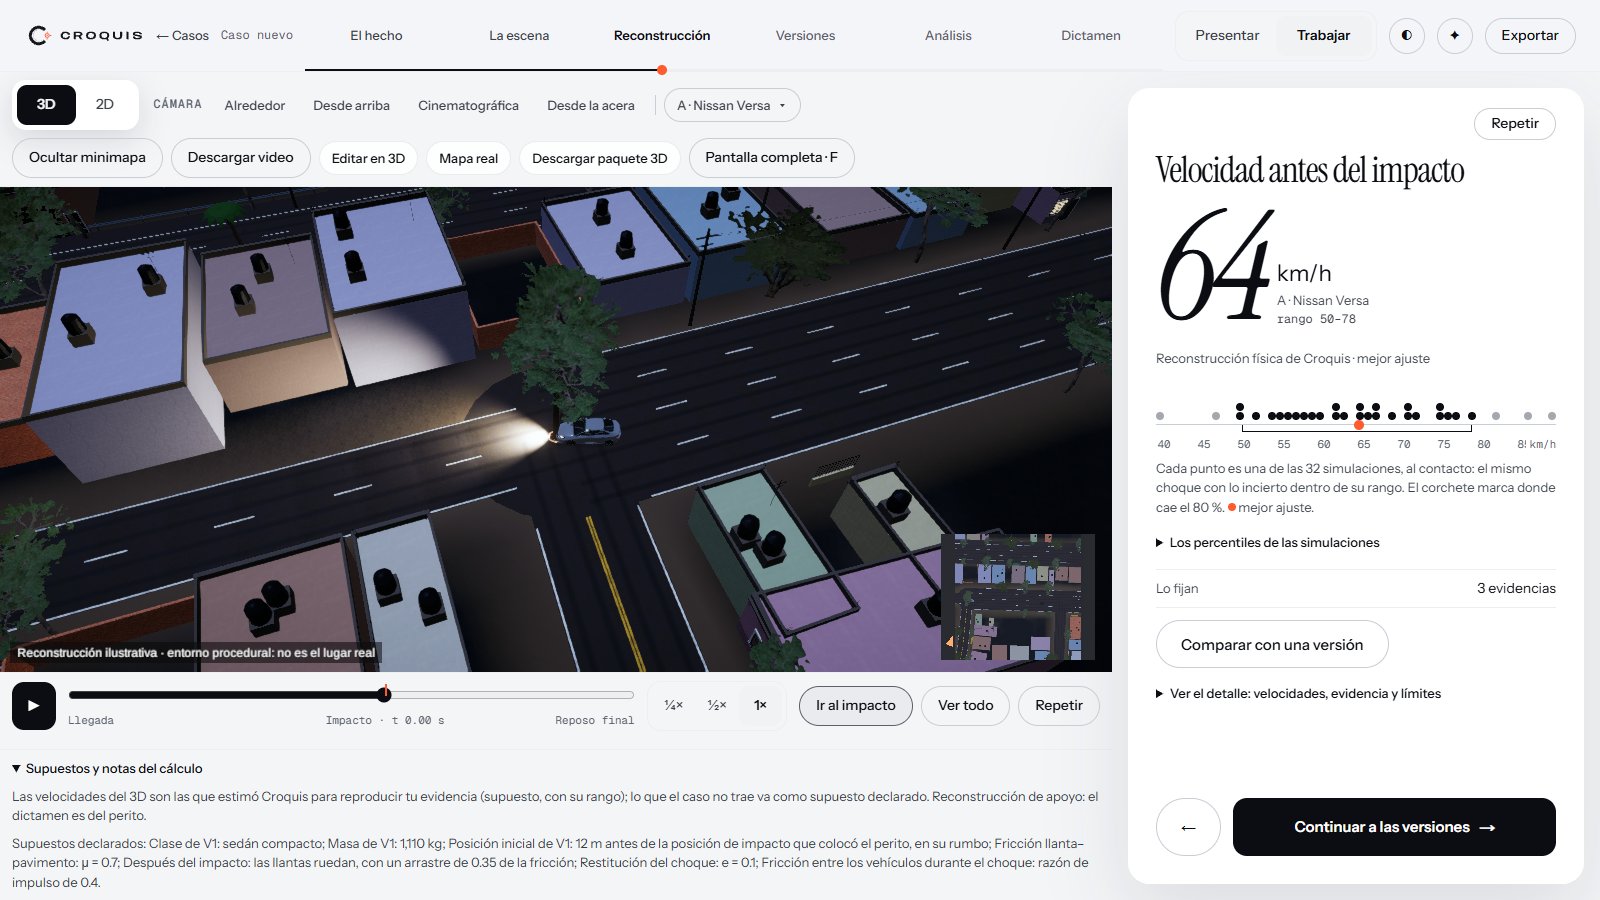 CROQUIS ← Casos Caso nuevo El hecho La escena Reconstrucción Versiones Análisis Dictamen Presentar Trabajar Exportar
3D 2D CÁMARA Alrededor Desde arriba Cinematográfica Desde la acera A · Nissan Versa
Ocultar minimapa Descargar video Editar en 3D Mapa real Descargar paquete 3D Pantalla completa · F
Reconstrucción ilustrativa - entorno procedural: no es el lugar real
Llegada Impacto · t 0.00 s Reposo final
¼× ½× 1× Ir al impacto Ver todo Repetir
▼ Supuestos y notas del cálculo
Las velocidades del 3D son las que estimó Croquis para reproducir tu evidencia (supuesto, con su rango); lo que el caso no trae va como supuesto declarado. Reconstrucción de apoyo: el
dictamen es del perito.
Supuestos declarados: Clase de V1: sedán compacto; Masa de V1: 1,110 kg; Posición inicial de V1: 12 m antes de la posición de impacto que colocó el perito, en su rumbo; Fricción llanta–
pavimento: μ = 0.7; Después del impacto: las llantas ruedan, con un arrastre de 0.35 de la fricción; Restitución del choque: e = 0.1; Fricción entre los vehículos durante el choque: razón de
impulso de 0.4.
Repetir
Velocidad antes del impacto
64 km/h
A · Nissan Versa
rango 50–78
Reconstrucción física de Croquis · mejor ajuste
40 45 50 55 60 65 70 75 80 km/h
Cada punto es una de las 32 simulaciones, al contacto: el mismo
choque con lo incierto dentro de su rango. El corchete marca donde
cae el 80 %. mejor ajuste.
▶ Los percentiles de las simulaciones
Lo fijan 3 evidencias
Comparar con una versión
▶ Ver el detalle: velocidades, evidencia y límites
← Continuar a las versiones →